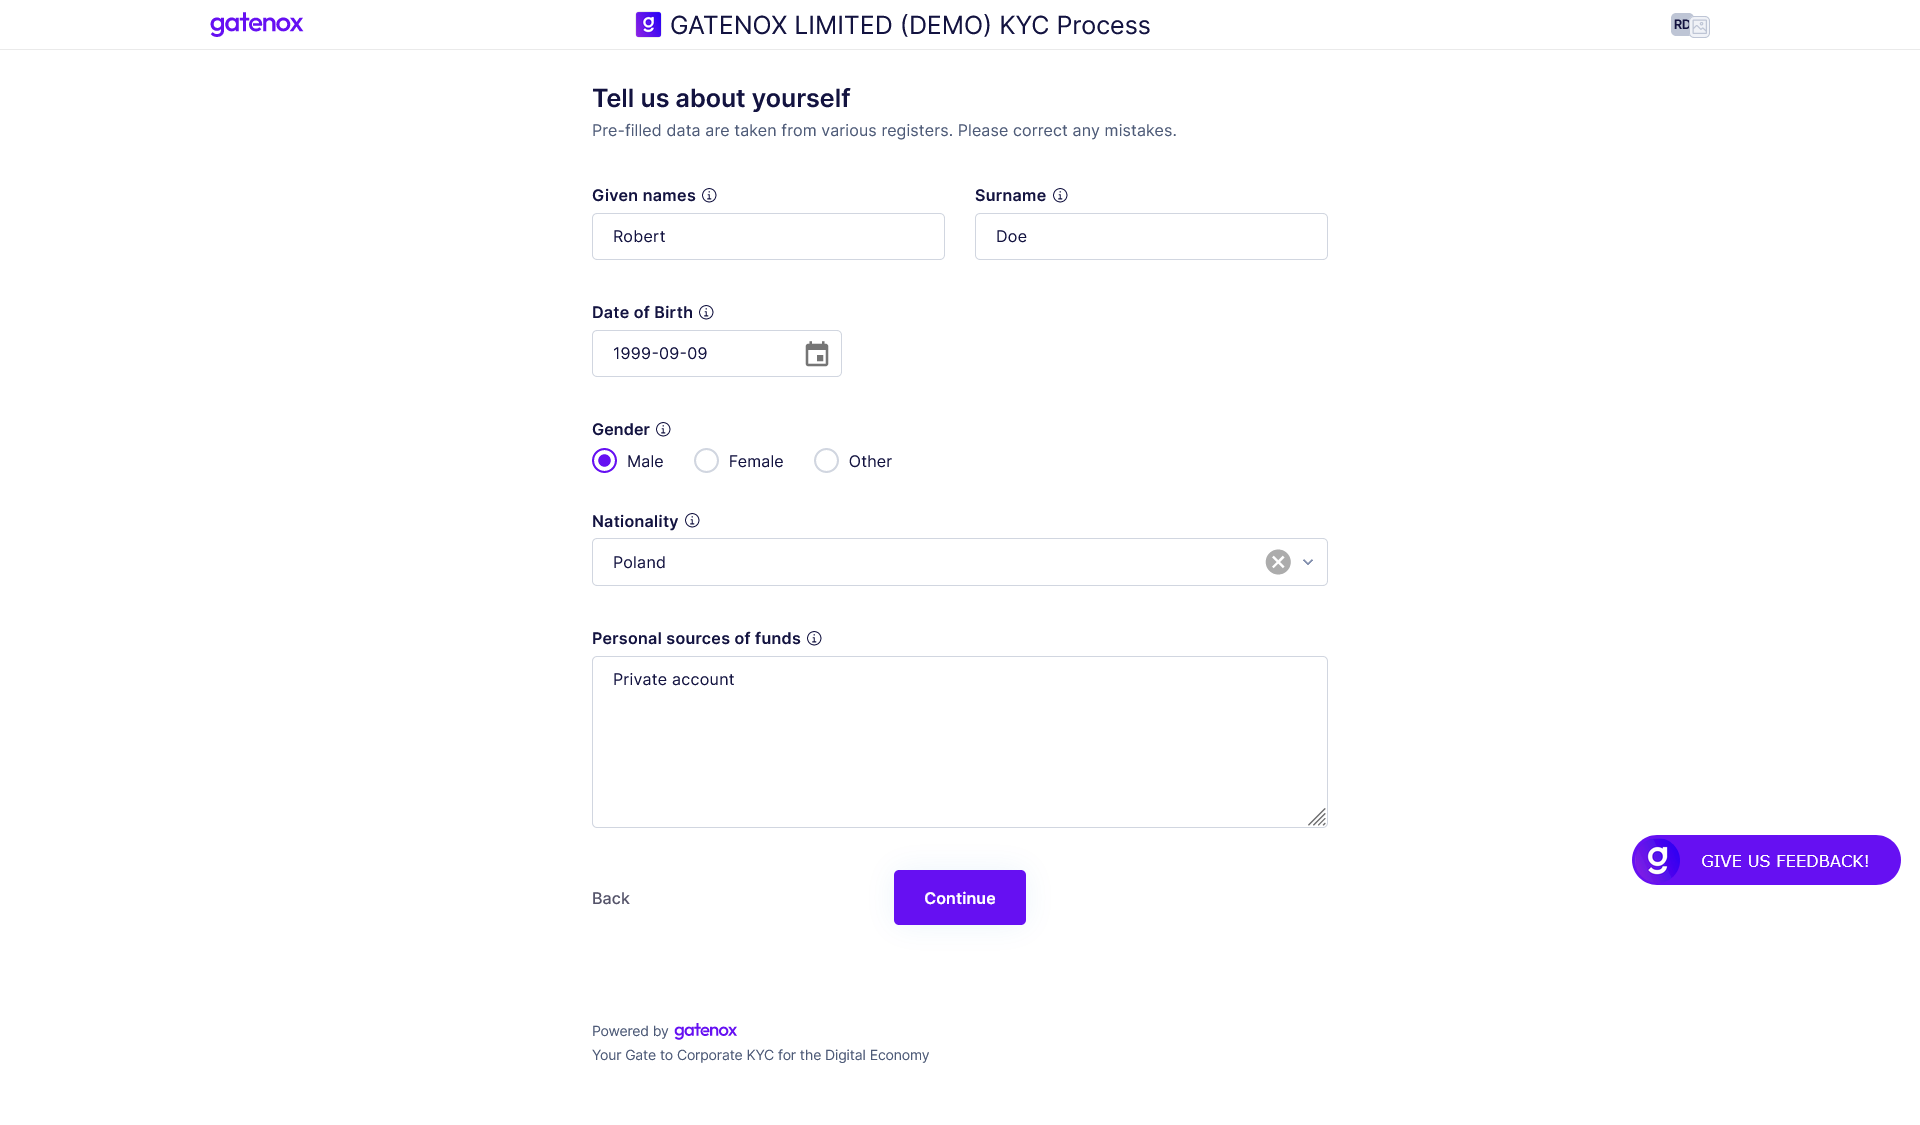 gatenox
g GATENOX LIMITED (DEMO) KYC Process
RD
Tell us about yourself
Pre-filled data are taken from various registers. Please correct any mistakes.
Given names
Surname
Robert
Doe
Date of Birth
1999-09-09
Gender
Male
Female
Other
Nationality
Poland
Personal sources of funds
Private account
g GIVE US FEEDBACK!
Back
Continue
Powered by gatenox
Your Gate to Corporate KYC for the Digital Economy